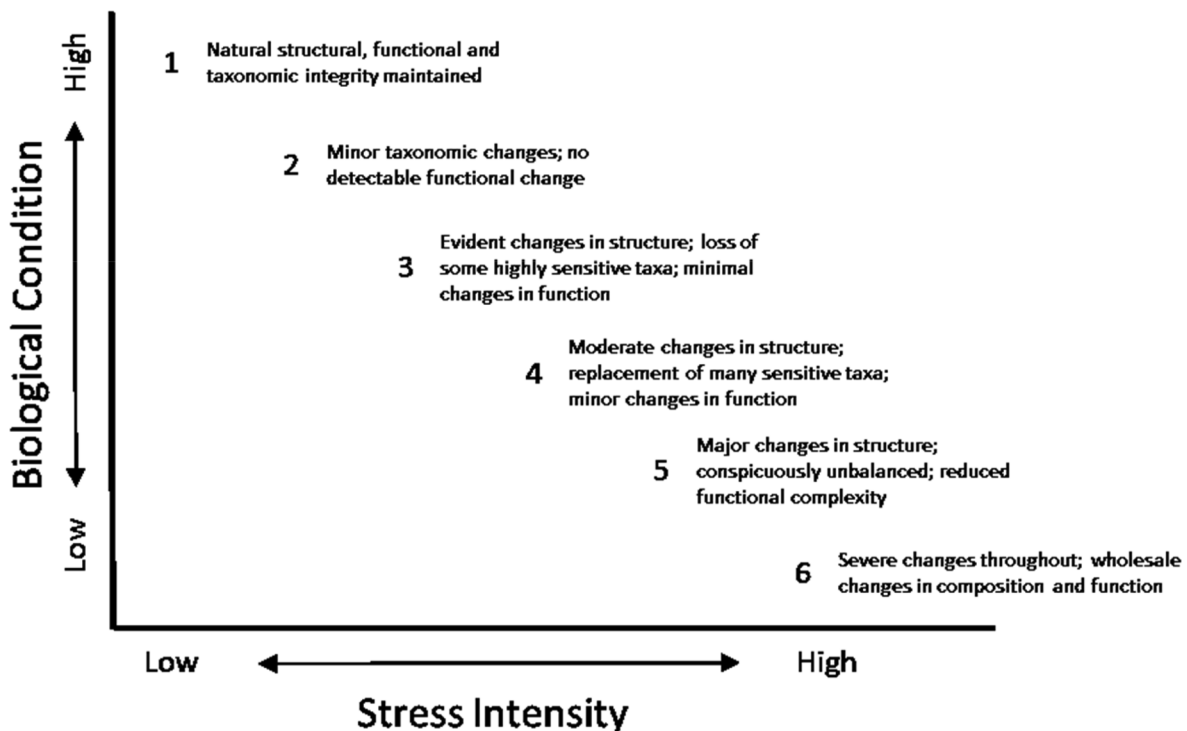 High
1
Natural structural, functional and
taxonomic integrity maintained
2
Minor taxonomic changes; no
detectable functional change
3
Evident changes in structure; loss of
some highly sensitive taxa; minimal
changes in function
4
Moderate changes in structure;
replacement of many sensitive taxa;
minor changes in function
5
Major changes in structure;
conspicuously unbalanced; reduced
functional complexity
6
Severe changes throughout; wholesale
changes in composition and function
Biological Condition
Low
Low
High
Stress Intensity